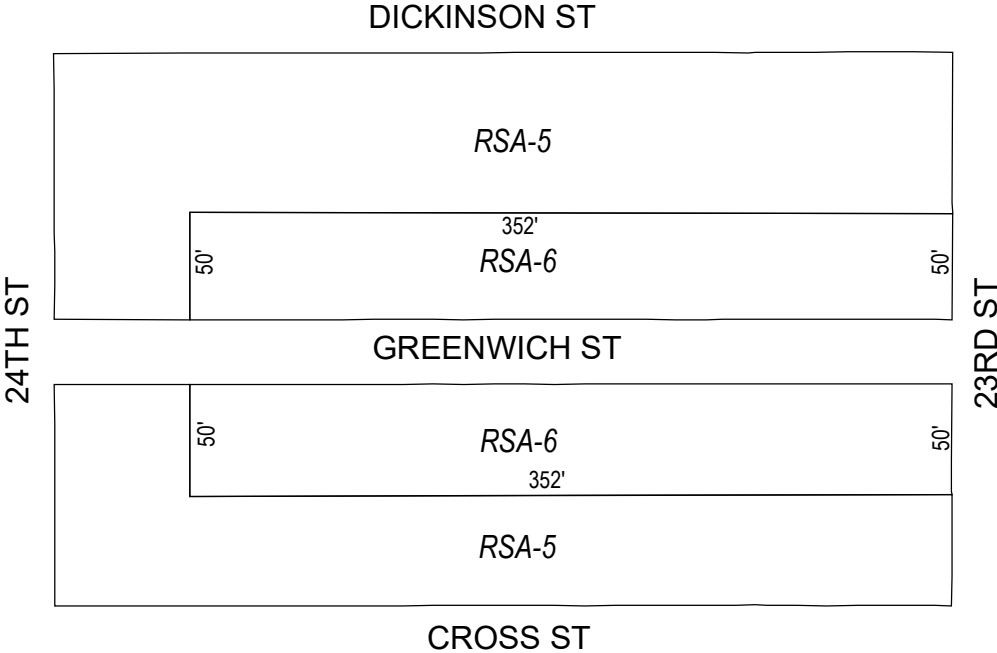 DICKINSON ST
RSA-5
352'
50'
RSA-6
50'
24TH ST
GREENWICH ST
23RD ST
50'
RSA-6
50'
352'
RSA-5
CROSS ST